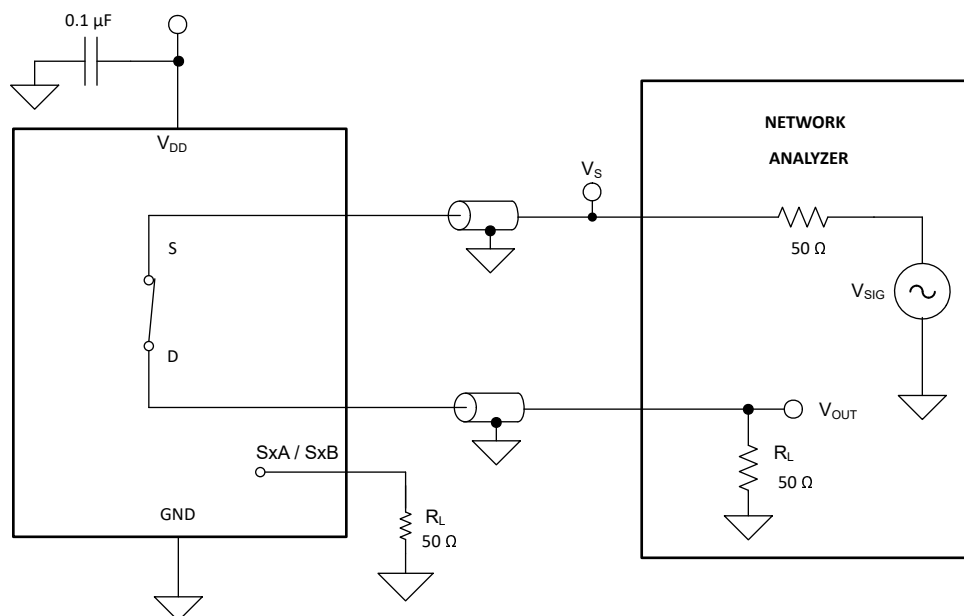 0.1 µF
VDD
NETWORK
ANALYZER
VS
S
50 Ω
VSIG
D
VOUT
SxA / SxB
RL
50 Ω
GND
RL
50 Ω